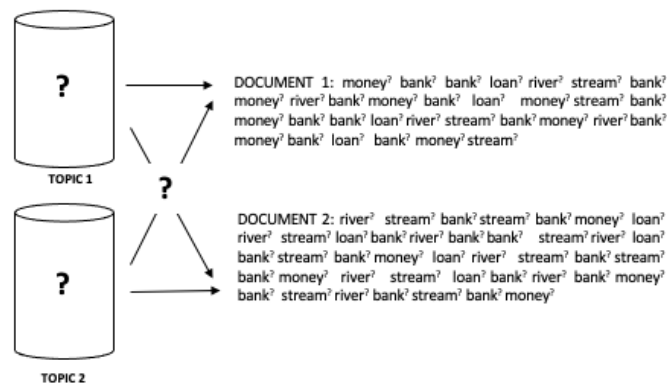 ?
TOPIC 1
?
?
TOPIC 2
DOCUMENT 1: money? bank? bank? loan? river? stream? bank?
money? river? bank? money? bank? loan? money? stream? bank?
money? bank? bank? loan? river? stream? bank? money? river? bank?
money? bank? loan? bank? money? stream?
DOCUMENT 2: river? stream? bank? stream? bank? money? loan?
river? stream? loan? bank? river? bank? bank? stream? river? loan?
bank? stream? bank? money? loan? river? stream? bank? stream?
bank? money? river? stream? loan? bank? river? bank? money?
bank? stream? river? bank? stream? bank? money?